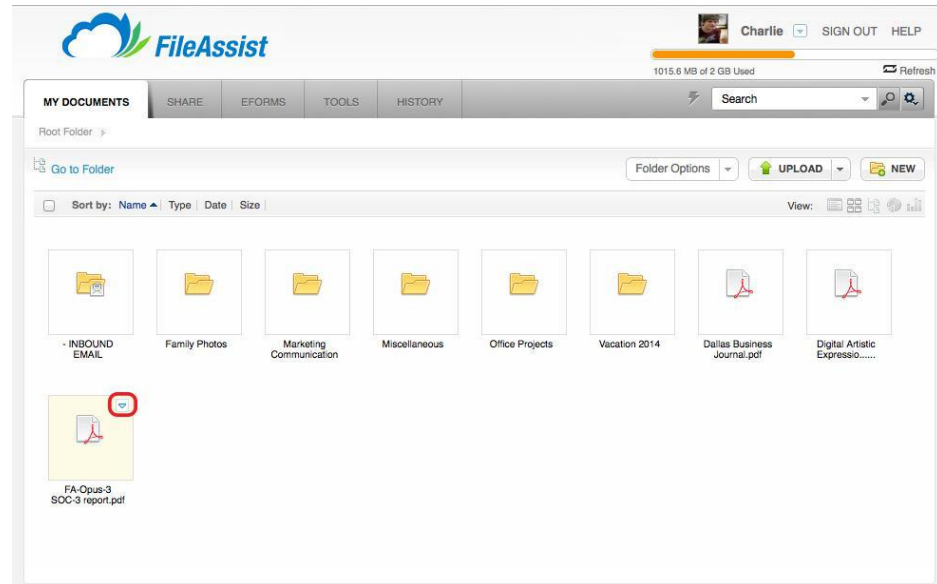 FileAssist
Charlie SIGN OUT HELP
1015.6 MB of 2 GB Used Refresh
MY DOCUMENTS SHARE EFORMS TOOLS HISTORY Search
Root Folder
Go to Folder Folder Options UPLOAD NEW
Sort by: Name Type Date Size View:
- INBOUND
EMAIL
Family Photos
Marketing
Communication
Miscellaneous
Office Projects
Vacation 2014
Dallas Business
Journal.pdf
Digital Artistic
Expressio......
FA-Opus-3
SOC-3 report.pdf